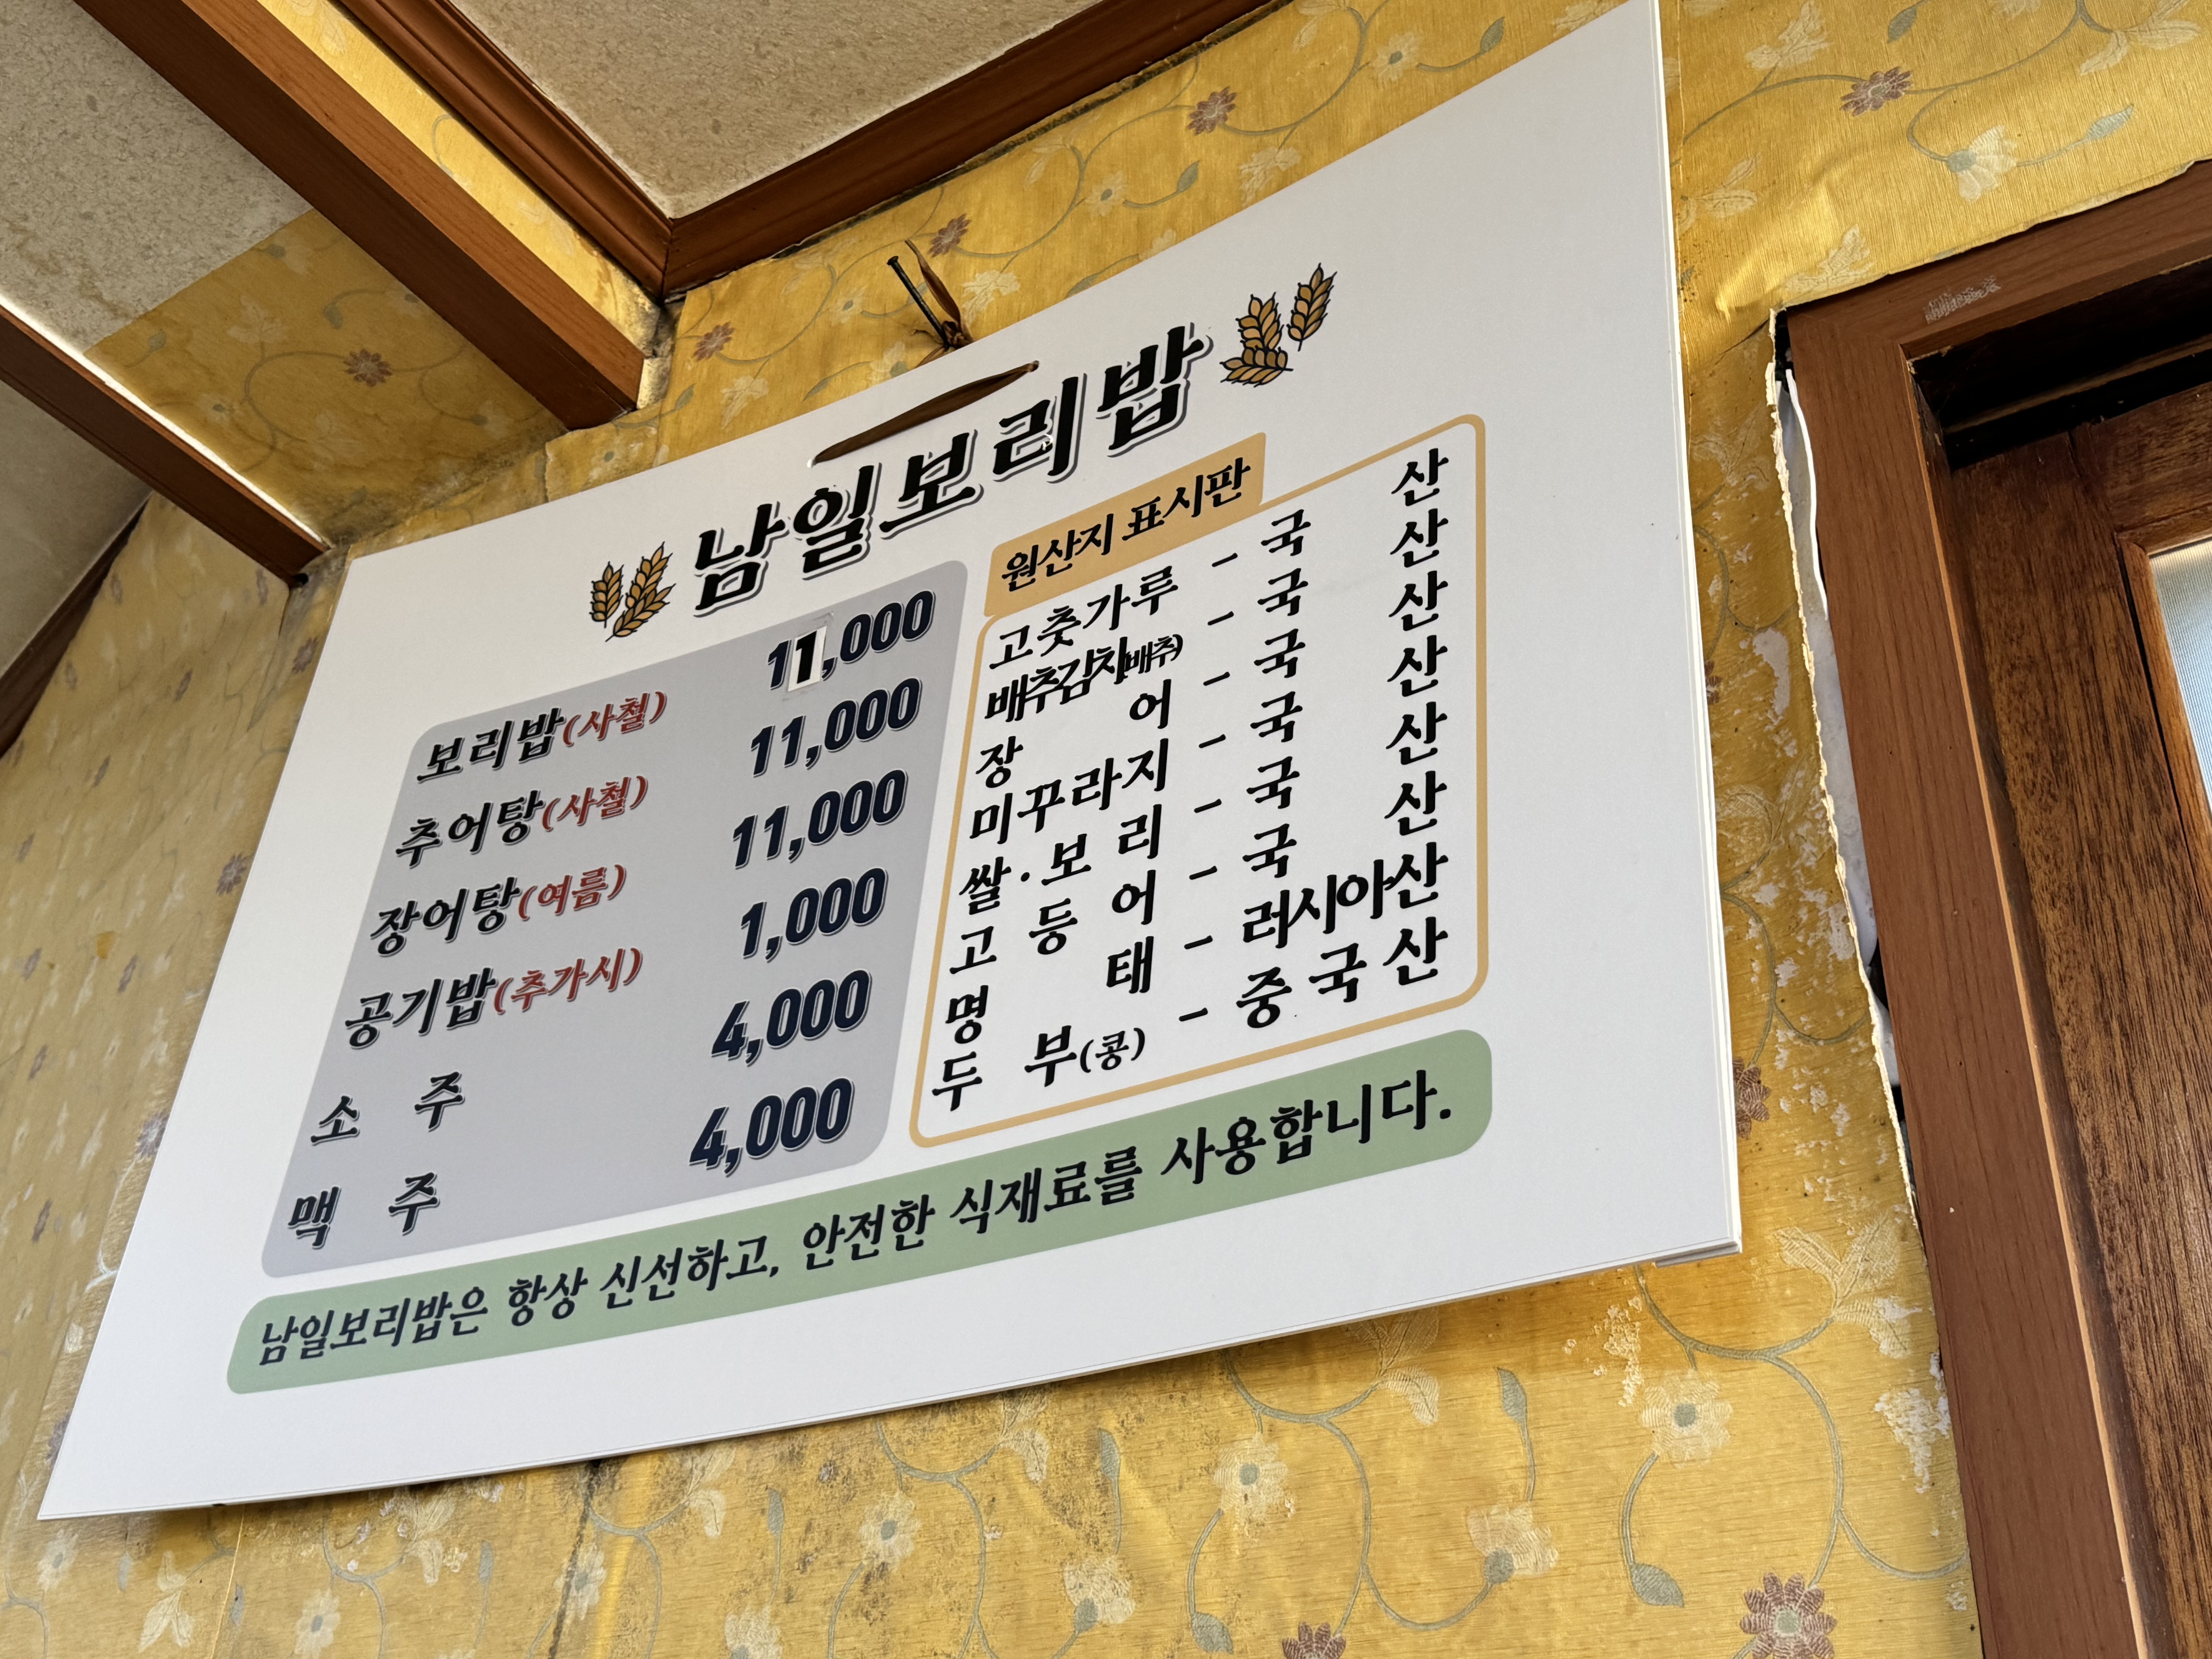 남일보리밥
보리밥(사철) 11,000
추어탕(사철) 11,000
장어탕(여름) 11,000
공기밥(추가시) 1,000
소 주 4,000
맥 주 4,000
원산지 표시판
고춧가루 - 국 산
배추김치(배추) - 국 산
장 어 - 국 산
미꾸라지 - 국 산
쌀·보리 - 국 산
고등어 - 국 산
명 태 - 러시아산
두 부(콩) - 중국산
남일보리밥은 항상 신선하고, 안전한 식재료를 사용합니다.